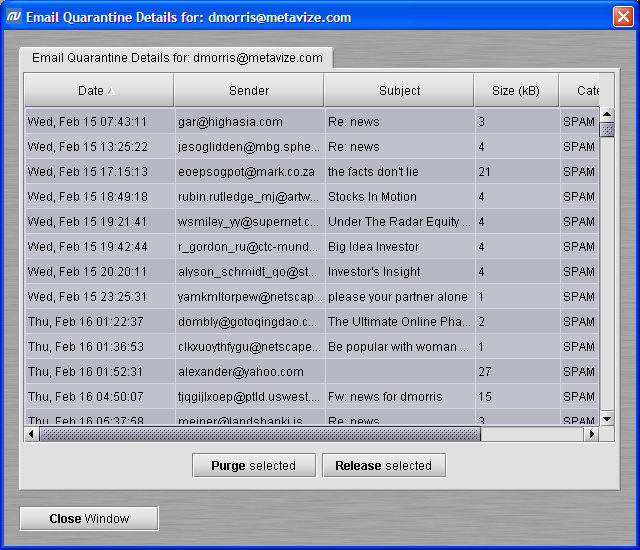 Email Quarantine Details for: dmorris@metavize.com
Email Quarantine Details for: dmorris@metavize.com
Date Sender Subject Size (kB) Cate
Wed, Feb 15 07:43:11 gar@highasia.com Re: news 3 SPAM
Wed, Feb 15 13:25:22 jesoglidden@mbg.sphe... Re: news 4 SPAM
Wed, Feb 15 17:15:13 eoepsogpot@mark.co.za the facts don't lie 21 SPAM
Wed, Feb 15 18:49:18 rubin.rutledge_mj@artw... Stocks In Motion 4 SPAM
Wed, Feb 15 19:21:41 wsmiley_yy@supernet.c... Under The Radar Equity ... 4 SPAM
Wed, Feb 15 19:42:44 r_gordon_ru@ctc-mund... Big Idea Investor 4 SPAM
Wed, Feb 15 20:20:11 alyson_schmidt_qo@st... Investor's Insight 4 SPAM
Wed, Feb 15 23:25:31 yamkmltorpew@netscap... please your partner alone 1 SPAM
Thu, Feb 16 01:22:37 dombly@gotoqingdao.c... The Ultimate Online Pha... 2 SPAM
Thu, Feb 16 01:36:53 clkxuoythfygu@netscape... Be popular with woman ... 1 SPAM
Thu, Feb 16 01:52:31 alexander@yahoo.com 27 SPAM
Thu, Feb 16 04:50:07 tjqgijlxoep@ptld.uswest.... Fw: news for dmorris 15 SPAM
Thu, Feb 16 05:37:58 meiner@landshanki.is Re: news 3 SPAM
Purge selected Release selected
Close Window